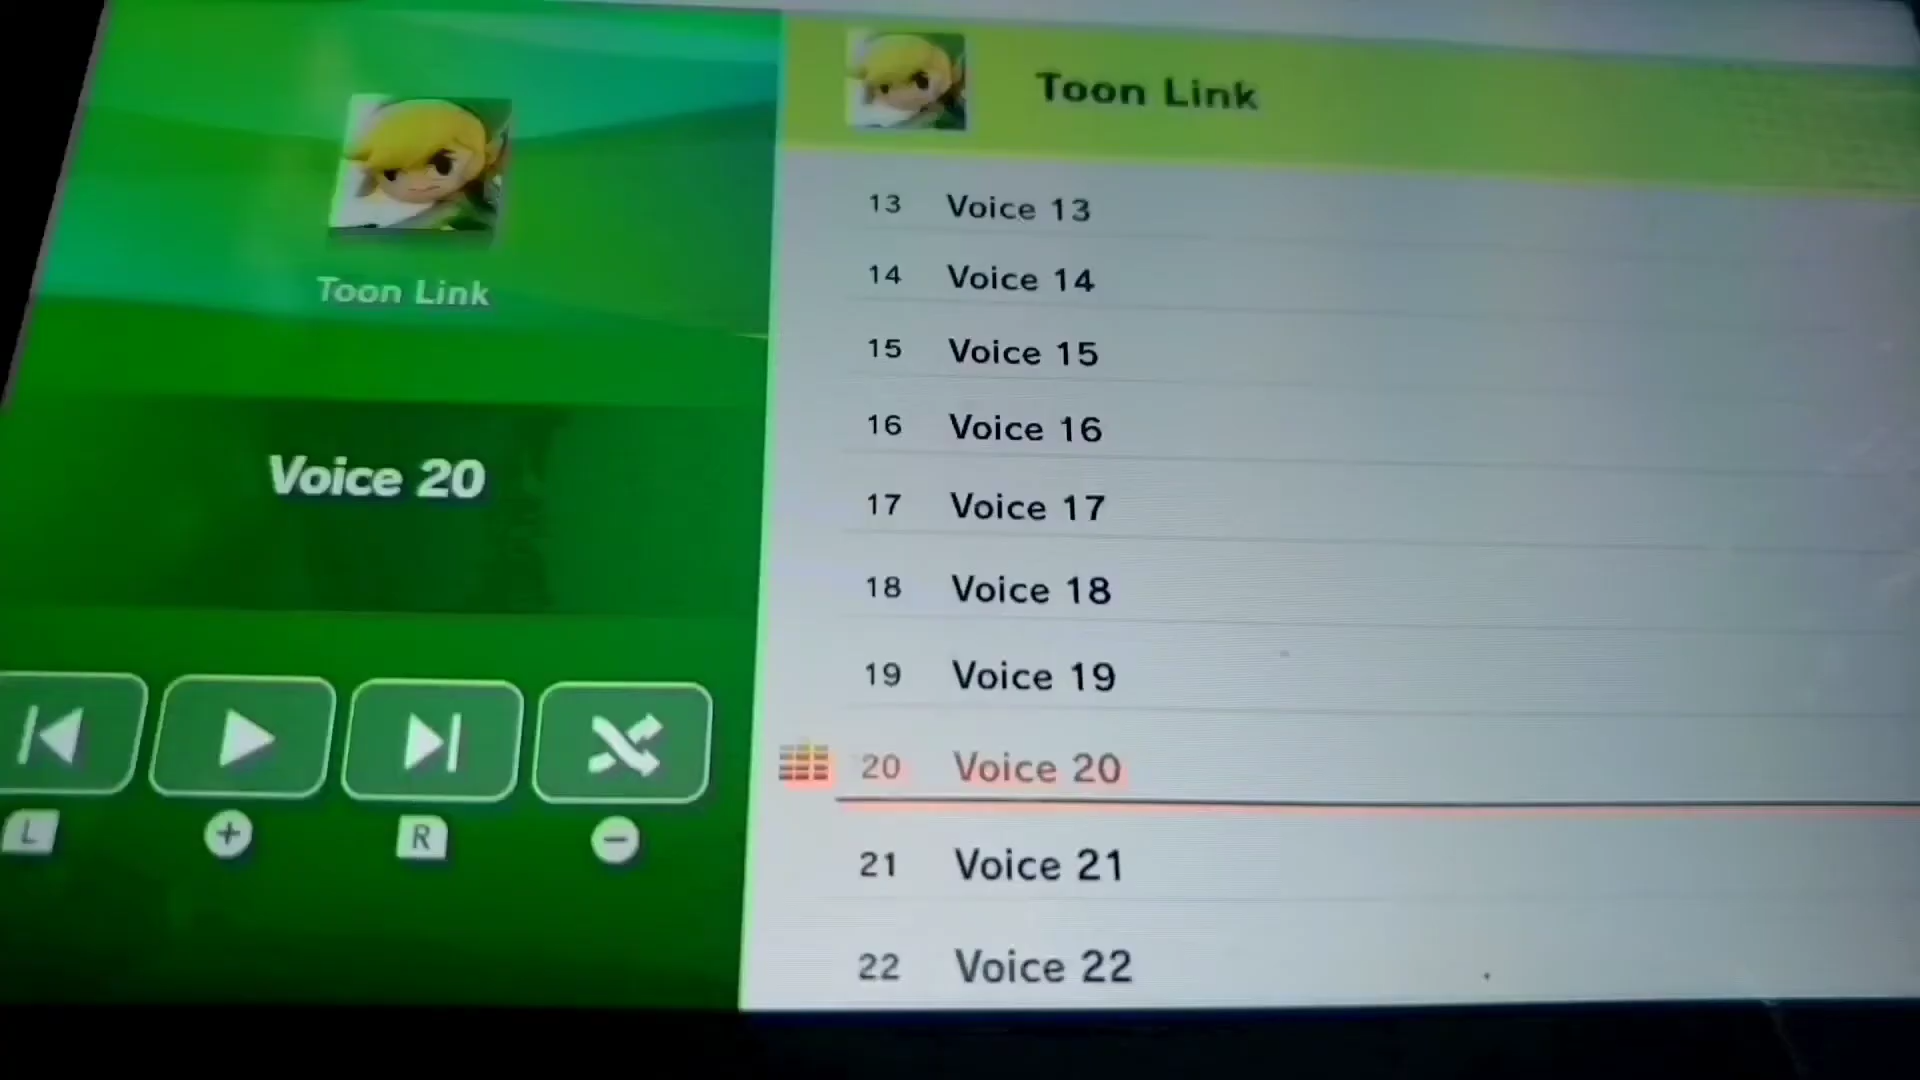 Toon Link
Voice 20
L
+
R
−
Toon Link
13 Voice 13
14 Voice 14
15 Voice 15
16 Voice 16
17 Voice 17
18 Voice 18
19 Voice 19
20 Voice 20
21 Voice 21
22 Voice 22